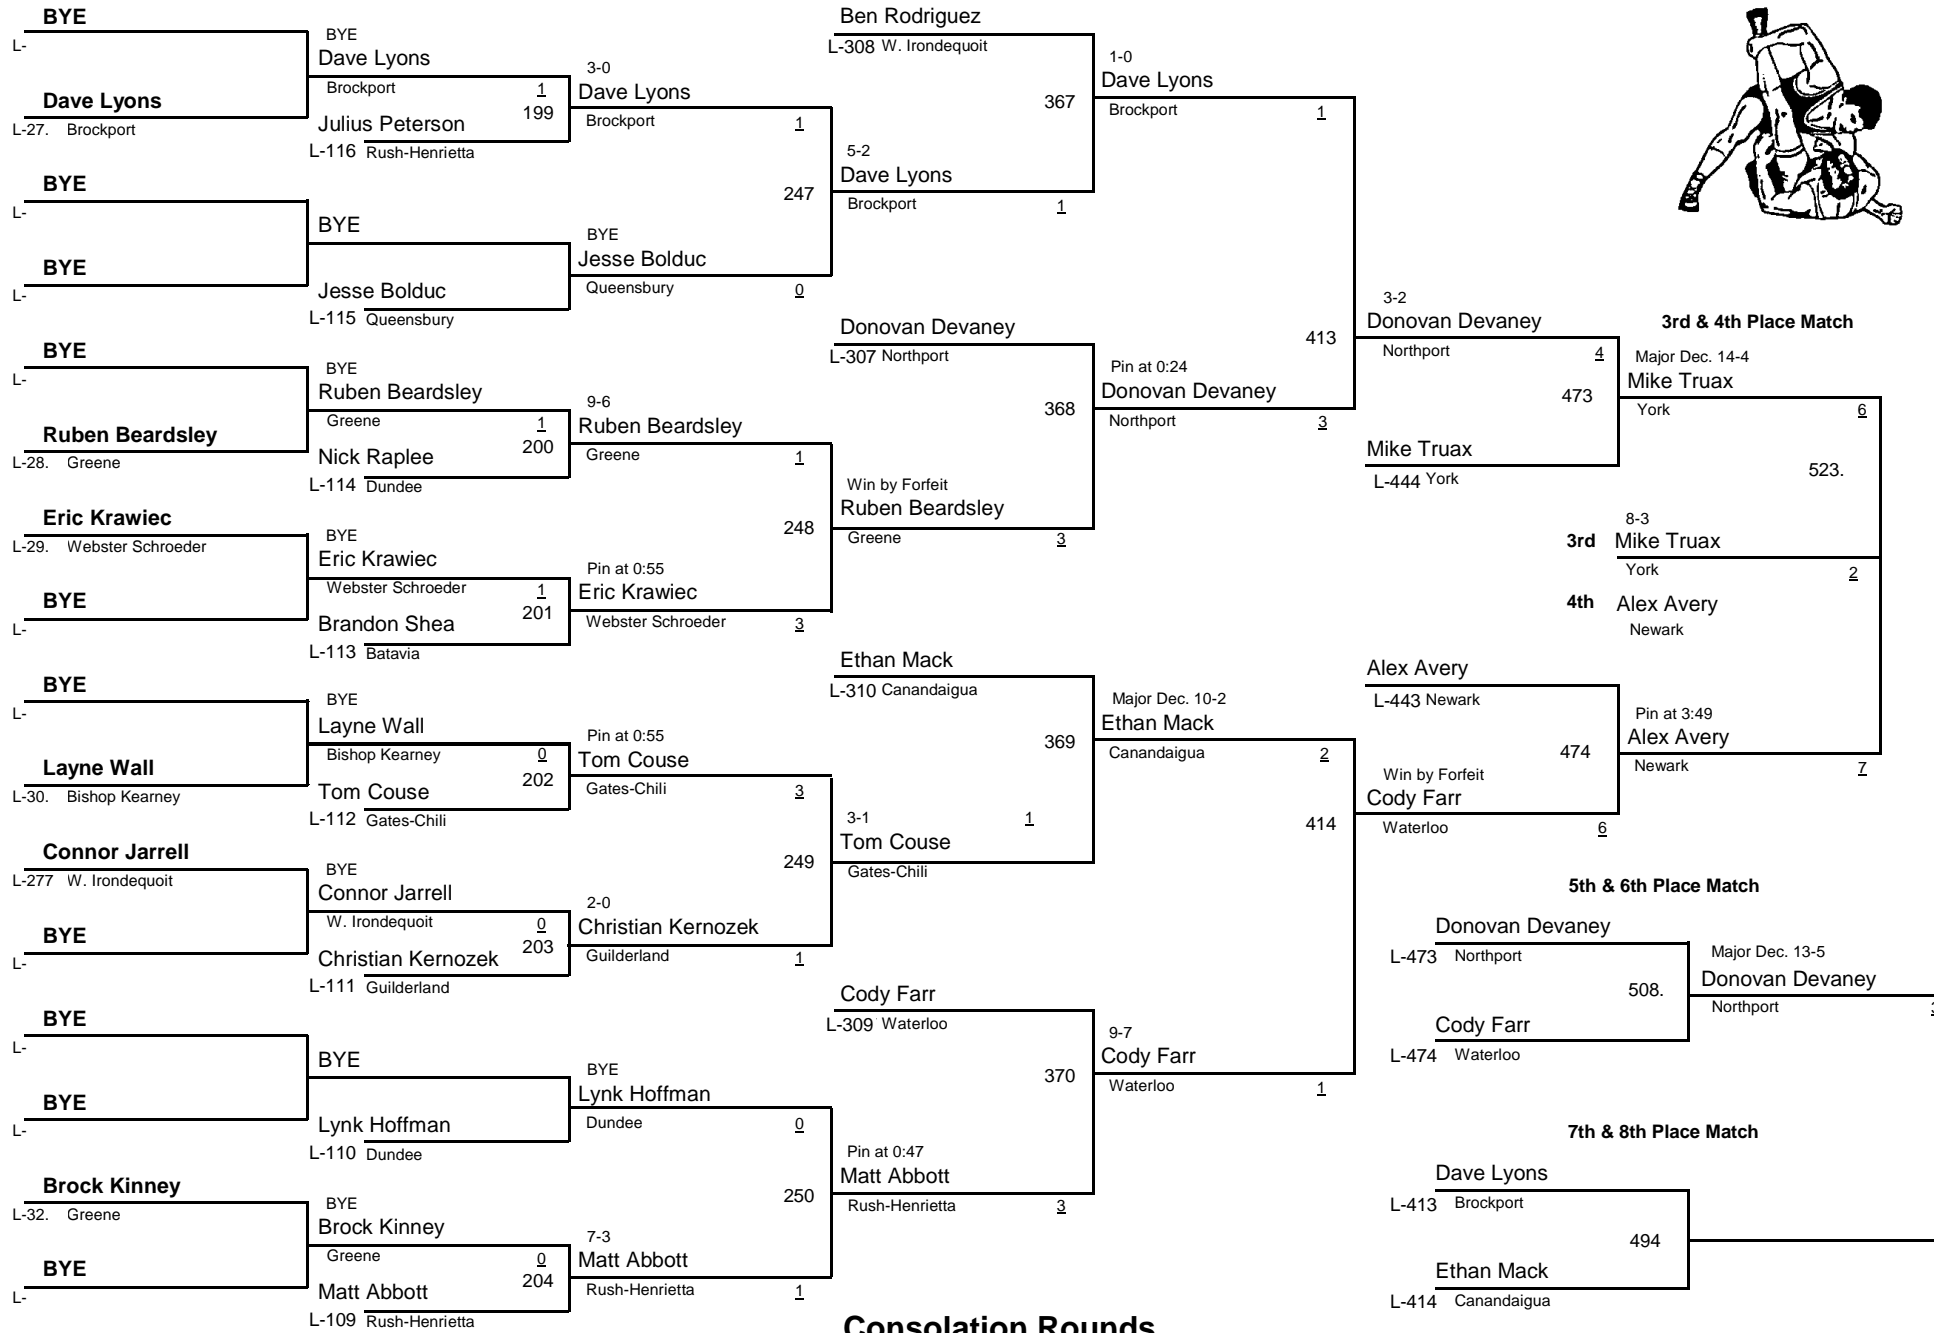 BYE
L-
Dave Lyons
L-27. Brockport
BYE
L-
BYE
L-
BYE
L-
Ruben Beardsley
L-28. Greene
Eric Krawiec
L-29. Webster Schroeder
BYE
L-
BYE
L-
Layne Wall
L-30. Bishop Kearney
Connor Jarrell
L-277 W. Irondequoit
BYE
L-
BYE
L-
BYE
L-
Brock Kinney
L-32. Greene
BYE
L-
BYE
Dave Lyons
Brockport 1
199
Julius Peterson
L-116 Rush-Henrietta
BYE
Jesse Bolduc
L-115 Queensbury
BYE
Ruben Beardsley
Greene 1
200
Nick Raplee
L-114 Dundee
BYE
Eric Krawiec
Webster Schroeder 1
201
Brandon Shea
L-113 Batavia
BYE
Layne Wall
Bishop Kearney 0
202
Tom Couse
L-112 Gates-Chili
BYE
Connor Jarrell
W. Irondequoit 0
203
Christian Kernozek
L-111 Guilderland
BYE
Lynk Hoffman
L-110 Dundee
BYE
Brock Kinney
Greene 0
204
Matt Abbott
L-109 Rush-Henrietta
3-0
Dave Lyons
Brockport 1
247
BYE
Jesse Bolduc
Queensbury 0
9-6
Ruben Beardsley
Greene 1
248
Pin at 0:55
Eric Krawiec
Webster Schroeder 3
Pin at 0:55
Tom Couse
Gates-Chili 3
249
2-0
Christian Kernozek
Guilderland 1
BYE
Lynk Hoffman
Dundee 0
250
7-3
Matt Abbott
Rush-Henrietta 1
Ben Rodriguez
L-308 W. Irondequoit
367
5-2
Dave Lyons
Brockport 1
Donovan Devaney
L-307 Northport
368
Win by Forfeit
Ruben Beardsley
Greene 3
Ethan Mack
L-310 Canandaigua
369
3-1 1
Tom Couse
Gates-Chili
Cody Farr
L-309 Waterloo
370
Pin at 0:47
Matt Abbott
Rush-Henrietta 3
1-0
Dave Lyons
Brockport 1
413
Pin at 0:24
Donovan Devaney
Northport 3
Major Dec. 10-2
Ethan Mack
Canandaigua 2
414
9-7
Cody Farr
Waterloo 1
3-2
Donovan Devaney
Northport 4
473
Mike Truax
L-444 York
Alex Avery
L-443 Newark
474
Win by Forfeit
Cody Farr
Waterloo 6
3rd & 4th Place Match
Major Dec. 14-4
Mike Truax
York 6
523.
8-3
3rd Mike Truax
York 2
4th Alex Avery
Newark
Pin at 3:49
Alex Avery
Newark 7
5th & 6th Place Match
Donovan Devaney
L-473 Northport
508.
Cody Farr
L-474 Waterloo
Major Dec. 13-5
Donovan Devaney
Northport
7th & 8th Place Match
Dave Lyons
L-413 Brockport
494
Ethan Mack
L-414 Canandaigua
Consolation Rounds